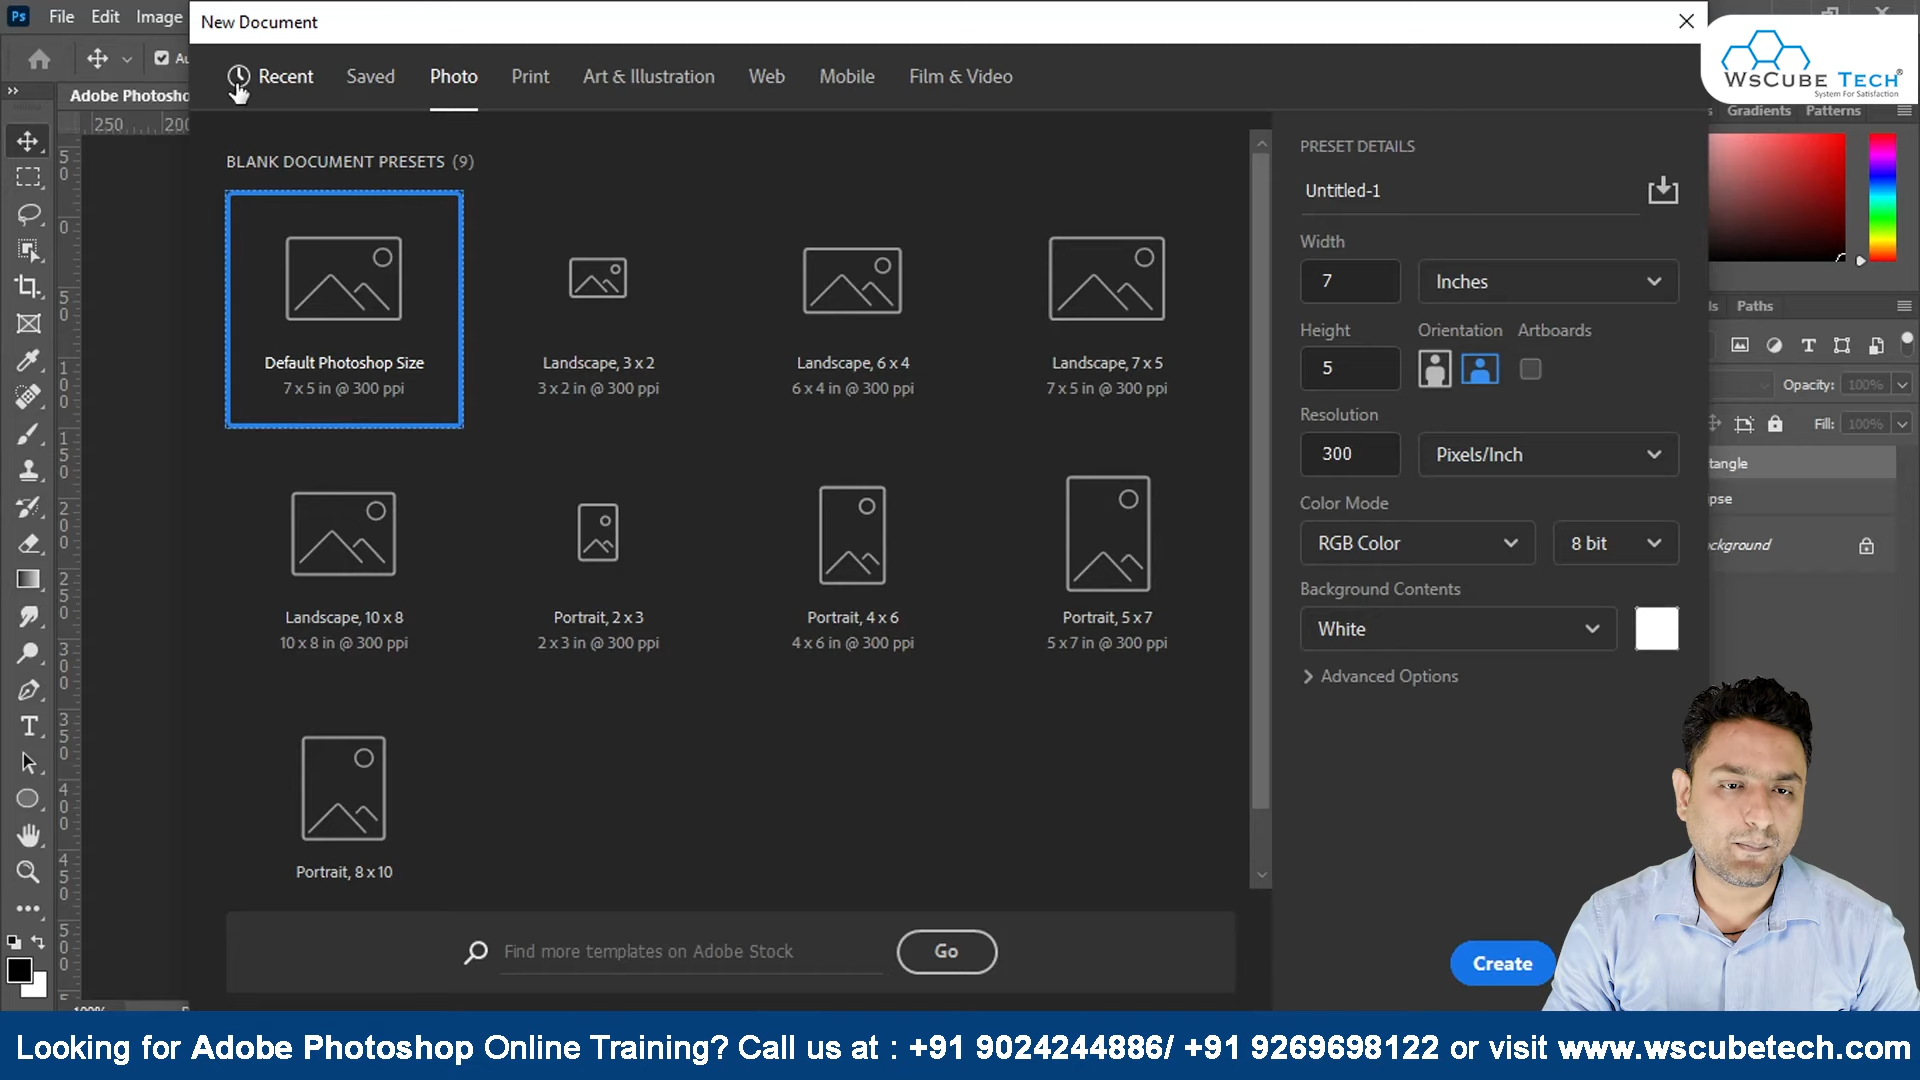 Ps File Edit Image
New Document
WsCube Tech®
System For Satisfaction
Recent Saved Photo Print Art & Illustration Web Mobile Film & Video
Adobe Photosho
Gradients Patterns
250 200
BLANK DOCUMENT PRESETS (9)
PRESET DETAILS
Untitled-1
Width
7 Inches
Height Orientation Artboards
5
Default Photoshop Size
7 x 5 in @ 300 ppi
Landscape, 3 x 2
3 x 2 in @ 300 ppi
Landscape, 6 x 4
6 x 4 in @ 300 ppi
Landscape, 7 x 5
7 x 5 in @ 300 ppi
Resolution
300 Pixels/Inch
Color Mode
RGB Color 8 bit
Background Contents
White
Advanced Options
Paths
Opacity: 100%
Fill: 100%
tangle
pse
ckground
Landscape, 10 x 8
10 x 8 in @ 300 ppi
Portrait, 2 x 3
2 x 3 in @ 300 ppi
Portrait, 4 x 6
4 x 6 in @ 300 ppi
Portrait, 5 x 7
5 x 7 in @ 300 ppi
Portrait, 8 x 10
Find more templates on Adobe Stock Go
Create
Looking for Adobe Photoshop Online Training? Call us at : +91 9024244886/ +91 9269698122 or visit www.wscubetech.com